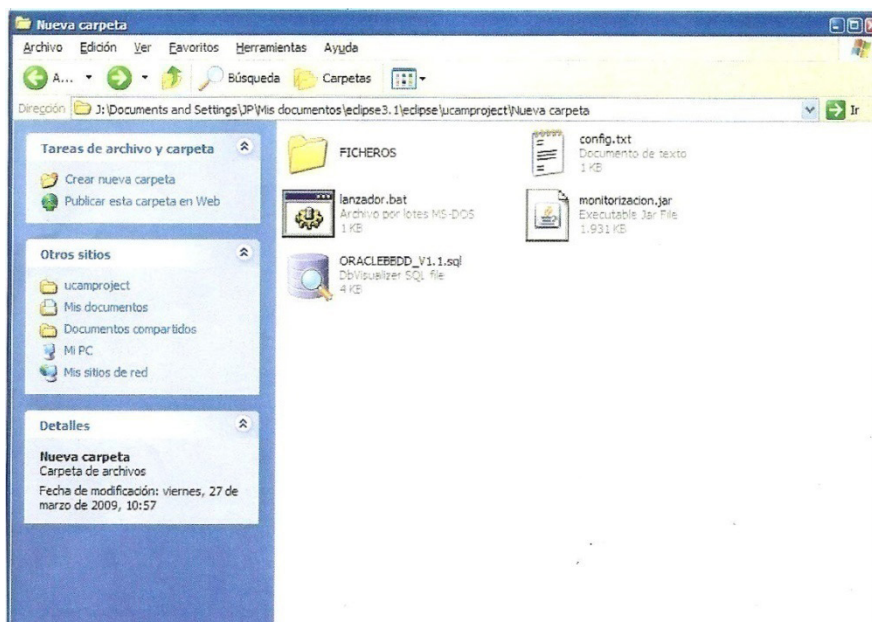 Nueva carpeta
Archivo Edición Ver Favoritos Herramientas Ayuda
A... Búsqueda Carpetas
Dirección J:\Documents and Settings\JP\Mis documentos\eclipse3.1\eclipse\ucamproject\Nueva carpeta Ir
Tareas de archivo y carpeta
Crear nueva carpeta
Publicar esta carpeta en Web
Otros sitios
ucamproject
Mis documentos
Documentos compartidos
Mi PC
Mis sitios de red
Detalles
Nueva carpeta
Carpeta de archivos
Fecha de modificación: viernes, 27 de
marzo de 2009, 10:57
FICHEROS
config.txt
Documento de texto
1 KB
lanzador.bat
Archivo por lotes MS-DOS
1 KB
monitorizacion.jar
Executable Jar File
1.931 KB
ORACLEBBDD_V1.1.sql
DbVisualizer SQL file
4 KB